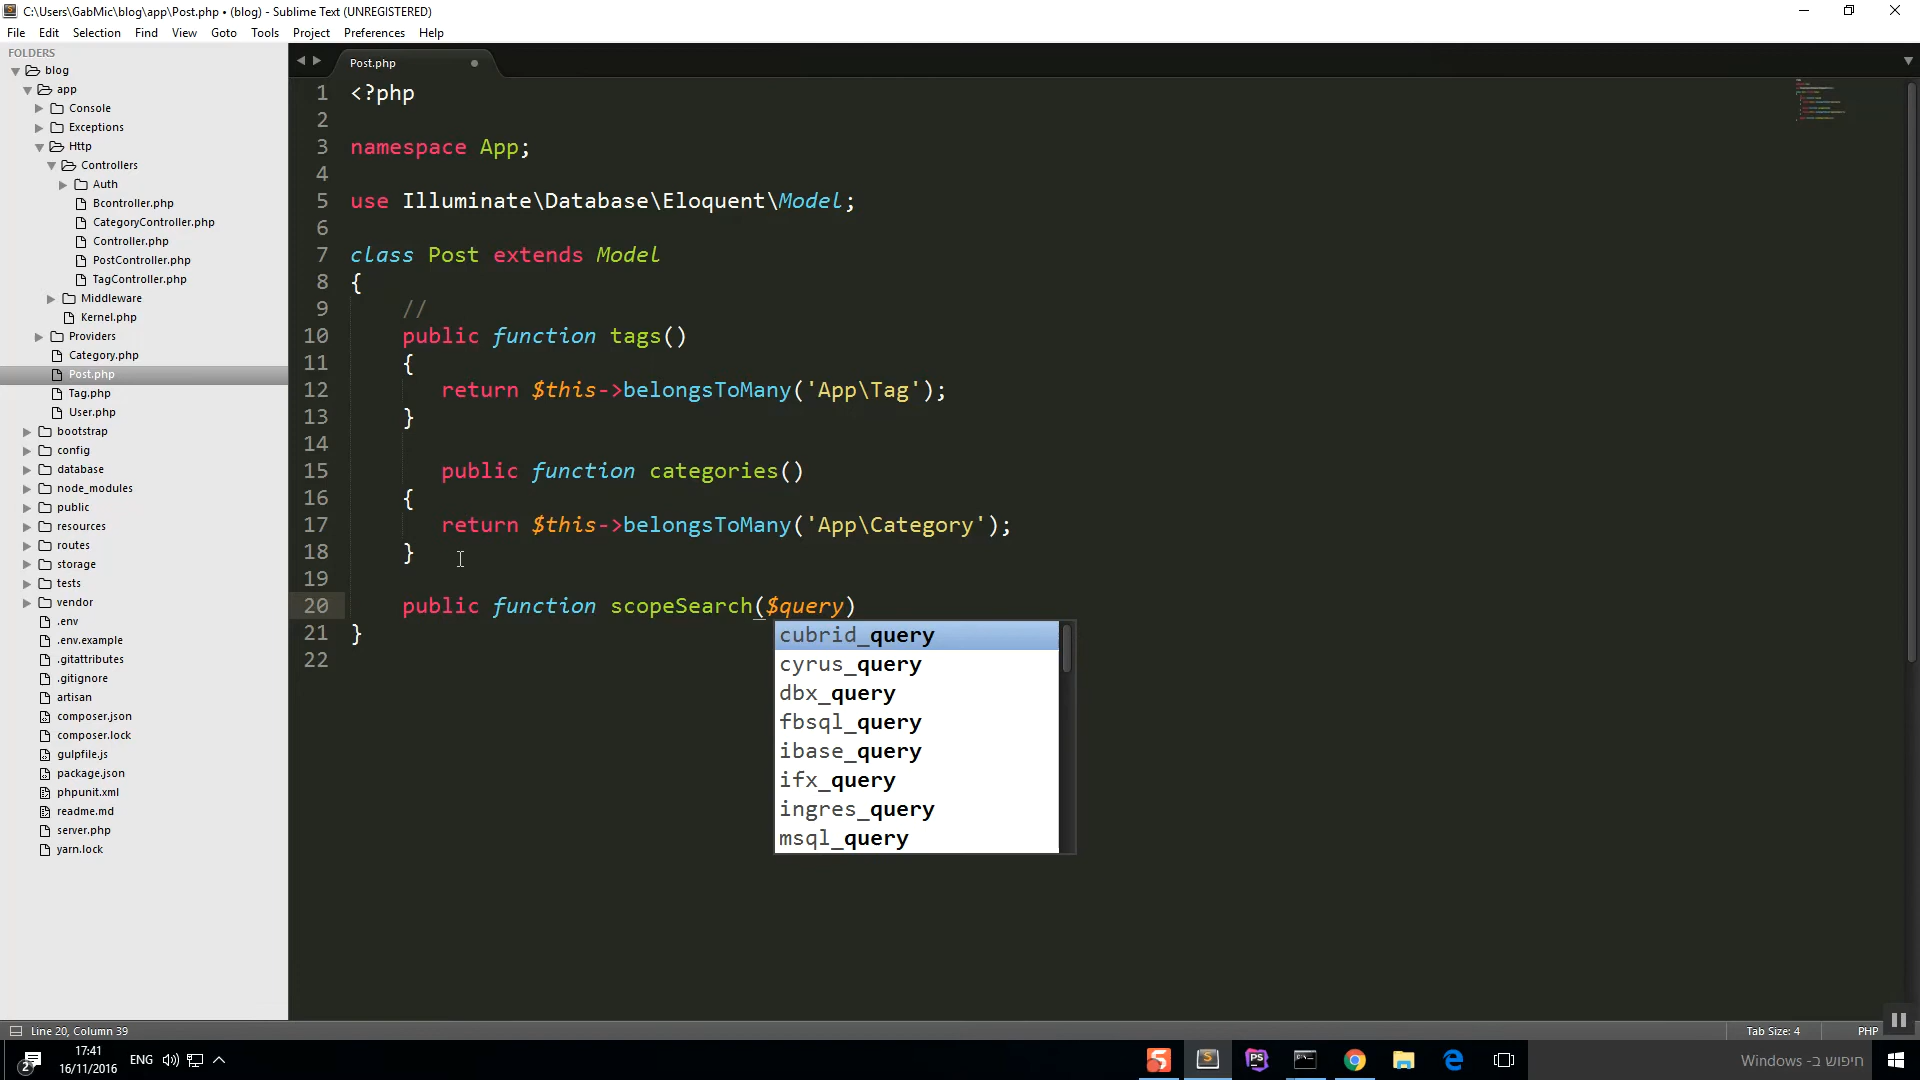 C:\Users\GabMic\blog\app\Post.php • (blog) - Sublime Text (UNREGISTERED)
File Edit Selection Find View Goto Tools Project Preferences Help
FOLDERS
blog
app
Console
Exceptions
Http
Controllers
Auth
Bcontroller.php
CategoryController.php
Controller.php
PostController.php
TagController.php
Middleware
Kernel.php
Providers
Category.php
Post.php
Tag.php
User.php
bootstrap
config
database
node_modules
public
resources
routes
storage
tests
vendor
.env
.env.example
.gitattributes
.gitignore
artisan
composer.json
composer.lock
gulpfile.js
package.json
phpunit.xml
readme.md
server.php
yarn.lock
Post.php
1 <?php
2
3 namespace App;
4
5 use Illuminate\Database\Eloquent\Model;
6
7 class Post extends Model
8 {
9 //
10 public function tags()
11 {
12 return $this->belongsToMany('App\Tag');
13 }
14
15 public function categories()
16 {
17 return $this->belongsToMany('App\Category');
18 }
19
20 public function scopeSearch($query)
21 }
22
cubrid_query
cyrus_query
dbx_query
fbsql_query
ibase_query
ifx_query
ingres_query
msql_query
Line 20, Column 39
Tab Size: 4 PHP
2
17:41
16/11/2016
ENG
חיפוש ב- Windows